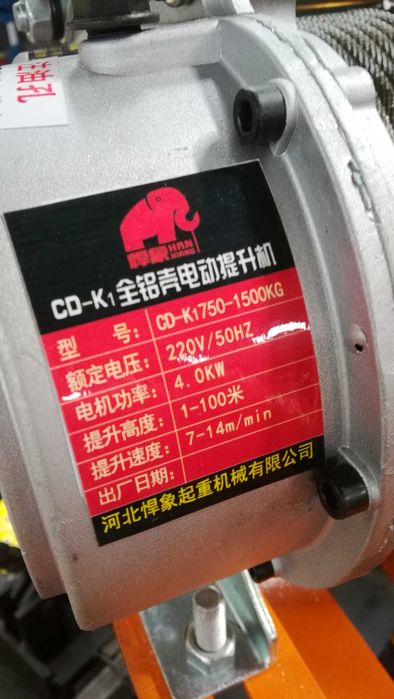 注油孔
悍象 HAN
XIANG
CD-K1全铝壳电动提升机
型 号: CD-K1750-1500KG
额定电压: 220V/50HZ
电机功率: 4.0KW
提升高度: 1-100米
提升速度: 7-14m/min
出厂日期:
河北悍象起重机械有限公司